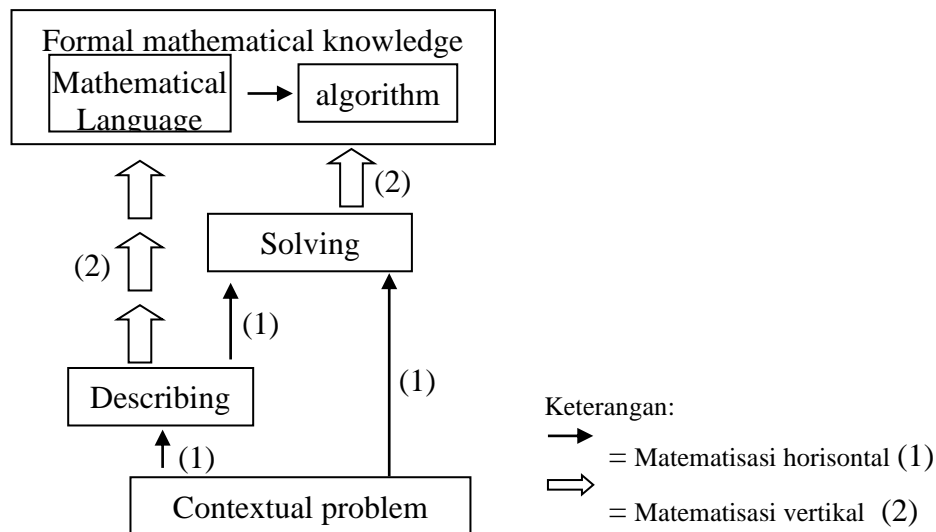 Formal mathematical knowledge
Mathematical
Language
algorithm
(2)
Solving
(2)
(1)
Describing
(1)
(1)
Contextual problem
Keterangan:
= Matematisasi horisontal (1)
= Matematisasi vertikal (2)